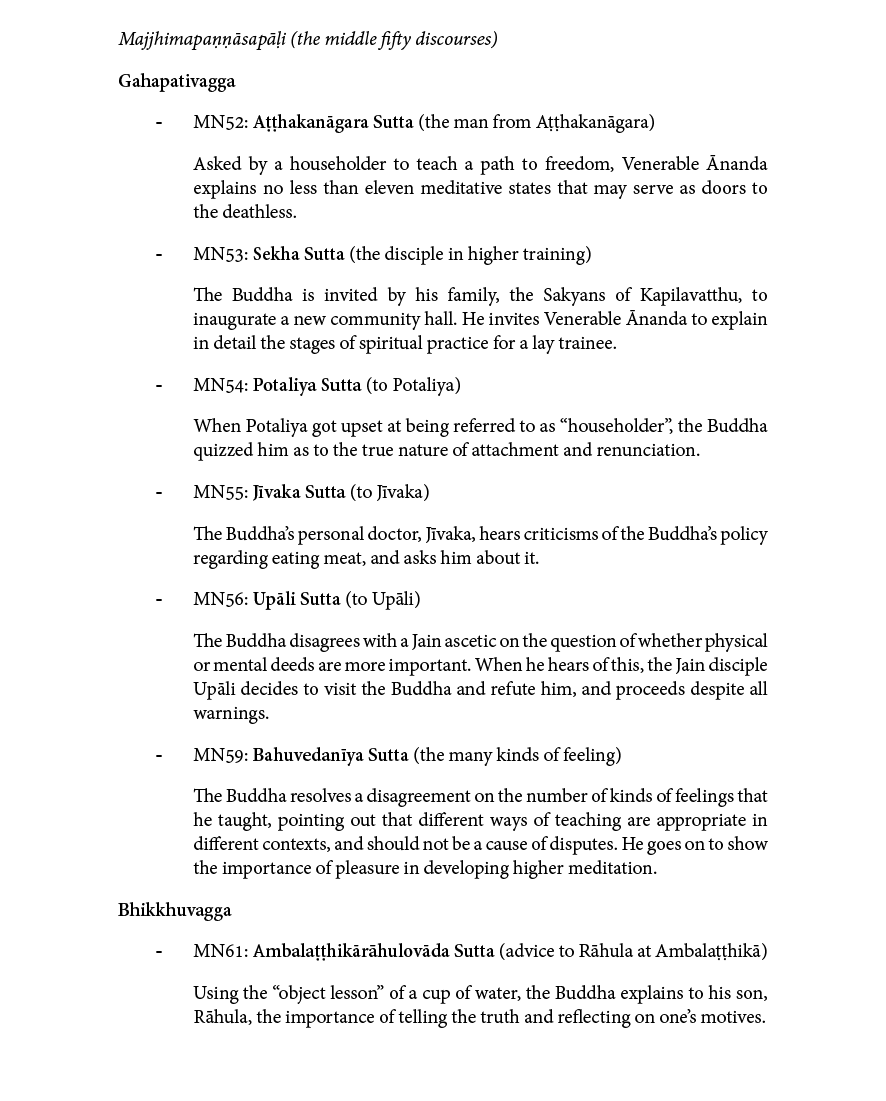 Majjhimapaṇṇāsapāḷi (the middle fifty discourses)
Gahapativagga
- MN52: Aṭṭhakanāgara Sutta (the man from Aṭṭhakanāgara)
Asked by a householder to teach a path to freedom, Venerable Ānanda
explains no less than eleven meditative states that may serve as doors to
the deathless.
- MN53: Sekha Sutta (the disciple in higher training)
The Buddha is invited by his family, the Sakyans of Kapilavatthu, to
inaugurate a new community hall. He invites Venerable Ānanda to explain
in detail the stages of spiritual practice for a lay trainee.
- MN54: Potaliya Sutta (to Potaliya)
When Potaliya got upset at being referred to as “householder”, the Buddha
quizzed him as to the true nature of attachment and renunciation.
- MN55: Jīvaka Sutta (to Jīvaka)
The Buddha’s personal doctor, Jīvaka, hears criticisms of the Buddha’s policy
regarding eating meat, and asks him about it.
- MN56: Upāli Sutta (to Upāli)
The Buddha disagrees with a Jain ascetic on the question of whether physical
or mental deeds are more important. When he hears of this, the Jain disciple
Upāli decides to visit the Buddha and refute him, and proceeds despite all
warnings.
- MN59: Bahuvedanīya Sutta (the many kinds of feeling)
The Buddha resolves a disagreement on the number of kinds of feelings that
he taught, pointing out that different ways of teaching are appropriate in
different contexts, and should not be a cause of disputes. He goes on to show
the importance of pleasure in developing higher meditation.
Bhikkhuvagga
- MN61: Ambalaṭṭhikārāhulovāda Sutta (advice to Rāhula at Ambalaṭṭhikā)
Using the “object lesson” of a cup of water, the Buddha explains to his son,
Rāhula, the importance of telling the truth and reflecting on one’s motives.